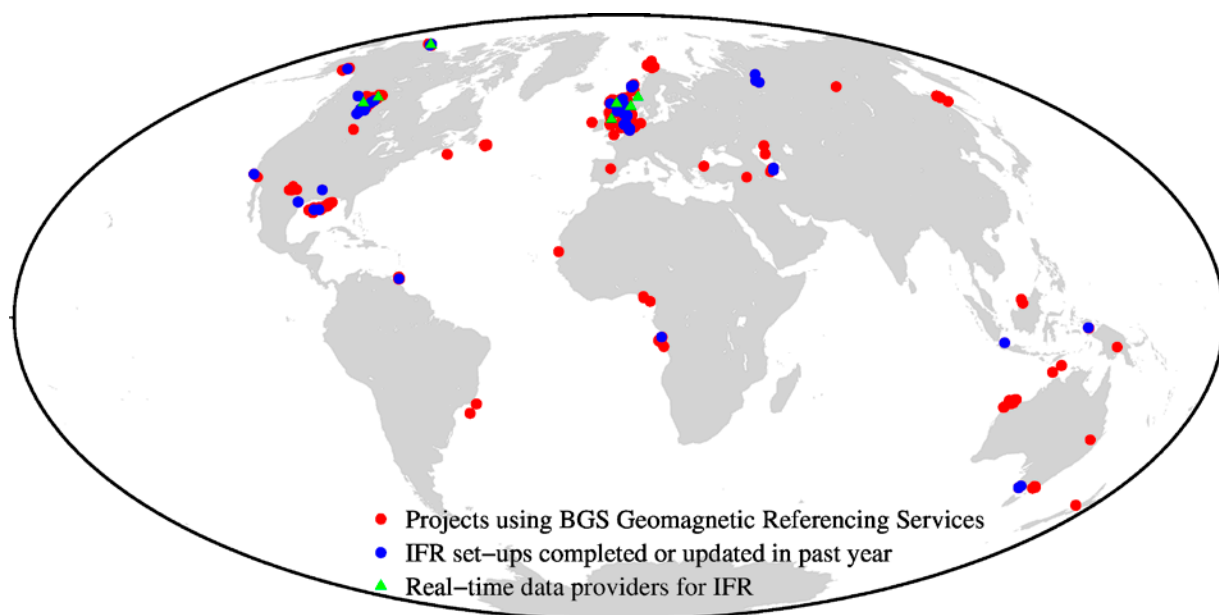 Projects using BGS Geomagnetic Referencing Services
IFR set-ups completed or updated in past year
Real-time data providers for IFR